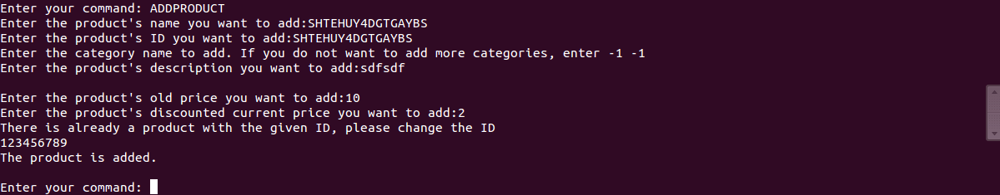 Enter your command: ADDPRODUCT
Enter the product's name you want to add:SHTEHUY4DGTGAYBS
Enter the product's ID you want to add:SHTEHUY4DGTGAYBS
Enter the category name to add. If you do not want to add more categories, enter -1 -1
Enter the product's description you want to add:sdfsdf
Enter the product's old price you want to add:10
Enter the product's discounted current price you want to add:2
There is already a product with the given ID, please change the ID
123456789
The product is added.
Enter your command: